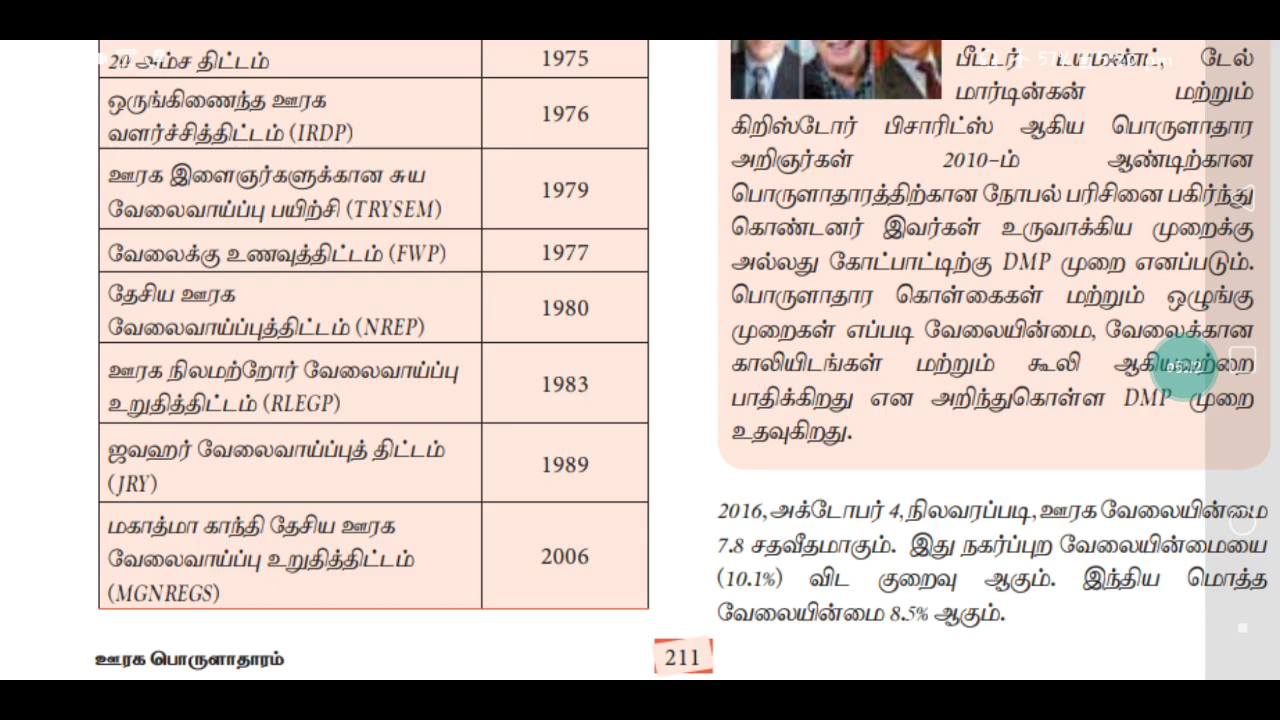 20 அம்ச திட்டம்
1975
ஒருங்கிணைந்த ஊரக
வளர்ச்சித்திட்டம் (IRDP)
1976
ஊரக இளைஞர்களுக்கான சுய
வேலைவாய்ப்பு பயிற்சி (TRYSEM)
1979
வேலைக்கு உணவுத்திட்டம் (FWP)
1977
தேசிய ஊரக
வேலைவாய்ப்புத்திட்டம் (NREP)
1980
ஊரக நிலமற்றோர் வேலைவாய்ப்பு
உறுதித்திட்டம் (RLEGP)
1983
ஜவஹர் வேலைவாய்ப்புத் திட்டம்
(JRY)
1989
மகாத்மா காந்தி தேசிய ஊரக
வேலைவாய்ப்பு உறுதித்திட்டம்
(MGNREGS)
2006
பீட்டர் டயமண்ட், டேல்
மார்டின்கன் மற்றும்
கிறிஸ்டோர் பிசாரிட்ஸ் ஆகிய பொருளாதார
அறிஞர்கள் 2010-ம் ஆண்டிற்கான
பொருளாதாரத்திற்கான நோபல் பரிசினை பகிர்ந்து
கொண்டனர் இவர்கள் உருவாக்கிய முறைக்கு
அல்லது கோட்பாட்டிற்கு DMP முறை எனப்படும்.
பொருளாதார கொள்கைகள் மற்றும் ஒழுங்கு
முறைகள் எப்படி வேலையின்மை, வேலைக்கான
காலியிடங்கள் மற்றும் கூலி ஆகியவற்றை
பாதிக்கிறது என அறிந்துகொள்ள DMP முறை
உதவுகிறது.
2016, அக்டோபர் 4, நிலவரப்படி, ஊரக வேலையின்மை
7.8 சதவீதமாகும். இது நகர்ப்புற வேலையின்மையை
(10.1%) விட குறைவு ஆகும். இந்திய மொத்த
வேலையின்மை 8.5% ஆகும்.
ஊரக பொருளாதாரம்
211